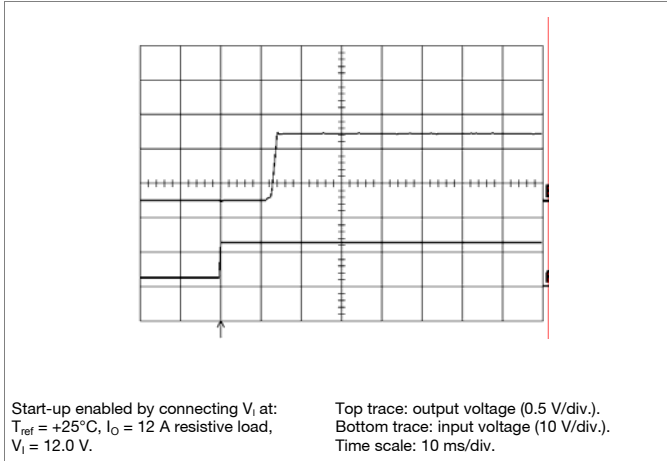 Start-up enabled by connecting VI at:
Tref = +25°C, IO = 12 A resistive load,
VI = 12.0 V.
Top trace: output voltage (0.5 V/div.).
Bottom trace: input voltage (10 V/div.).
Time scale: 10 ms/div.